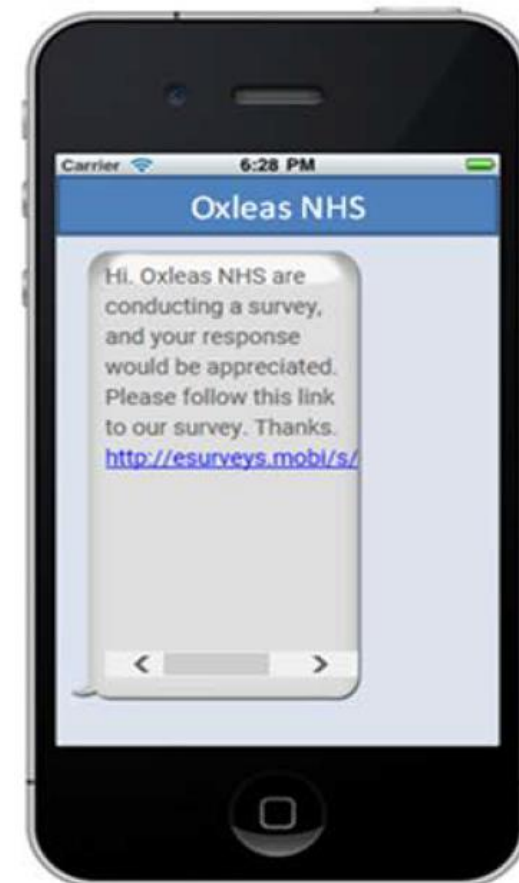 Carrier 6:28 PM
Oxleas NHS
Hi. Oxleas NHS are
conducting a survey,
and your response
would be appreciated.
Please follow this link
to our survey. Thanks.
http://esurveys.mobi/s/